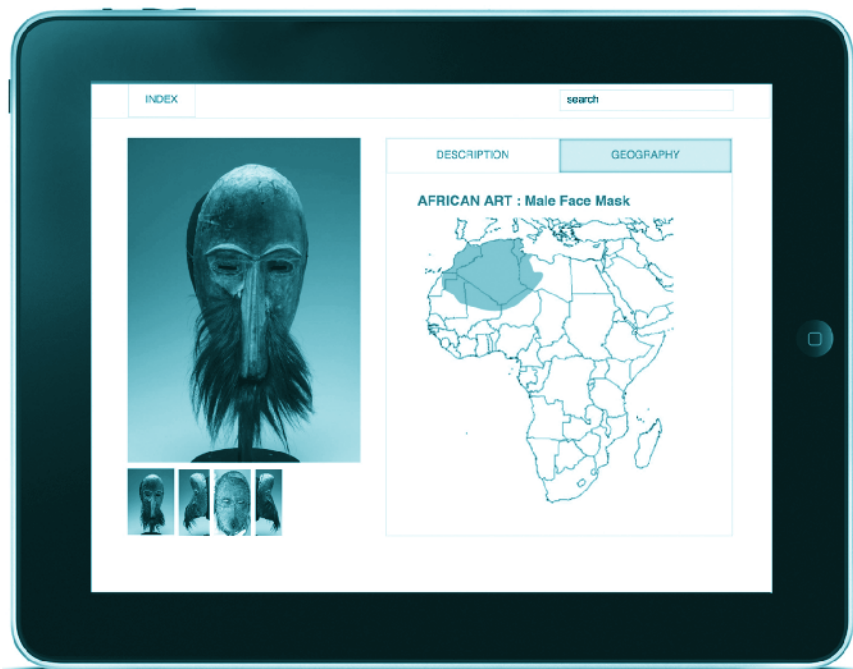 INDEX
search
DESCRIPTION
GEOGRAPHY
AFRICAN ART : Male Face Mask